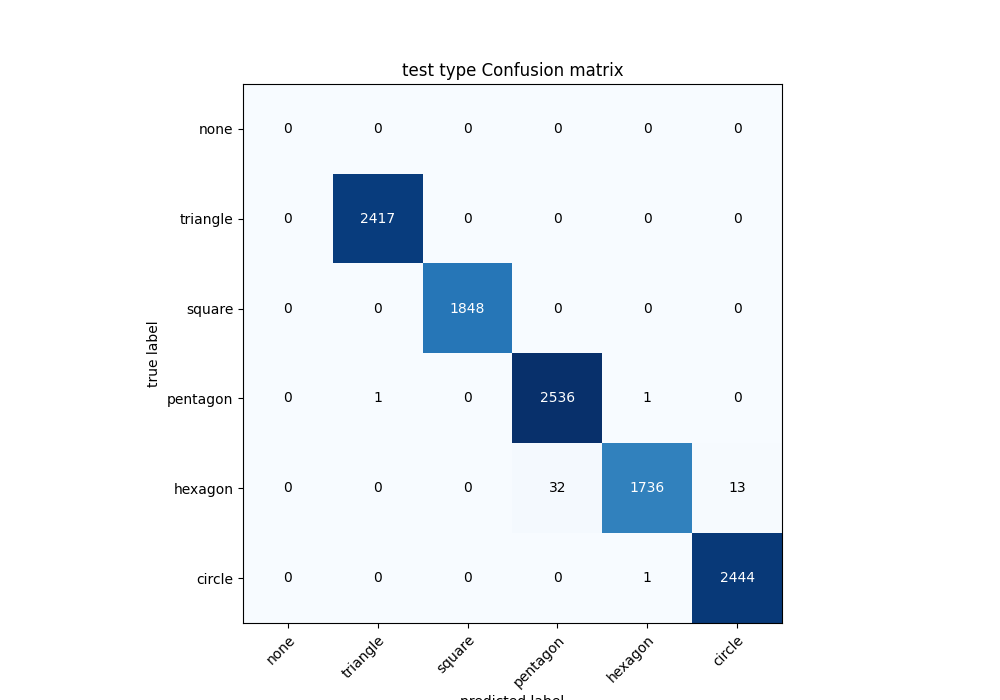 test type Confusion matrix
true label
none 0 0 0 0 0 0
triangle 0 2417 0 0 0 0
square 0 0 1848 0 0 0
pentagon 0 1 0 2536 1 0
hexagon 0 0 0 32 1736 13
circle 0 0 0 0 1 2444
none triangle square pentagon hexagon circle
predicted label